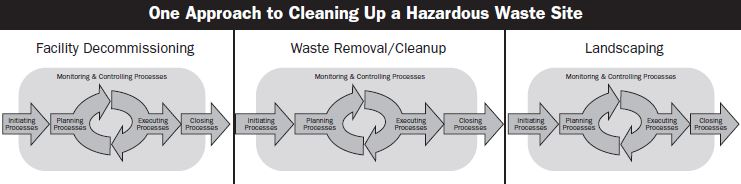 One Approach to Cleaning Up a Hazardous Waste Site
Facility Decommissioning
Monitoring & Controlling Processes
Initiating
Processes
Planning
Processes
Executing
Processes
Closing
Processes
Waste Removal/Cleanup
Monitoring & Controlling Processes
Initiating
Processes
Planning
Processes
Executing
Processes
Closing
Processes
Landscaping
Monitoring & Controlling Processes
Initiating
Processes
Planning
Processes
Executing
Processes
Closing
Processes